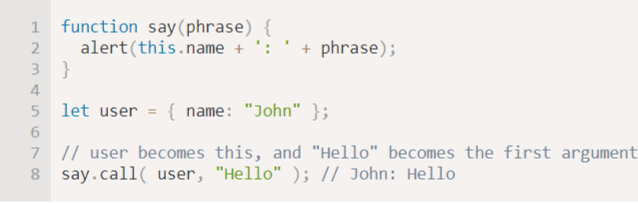 1 function say(phrase) {
2   alert(this.name + ': ' + phrase);
3 }
4
5 let user = { name: "John" };
6
7 // user becomes this, and "Hello" becomes the first argument
8 say.call( user, "Hello" ); // John: Hello